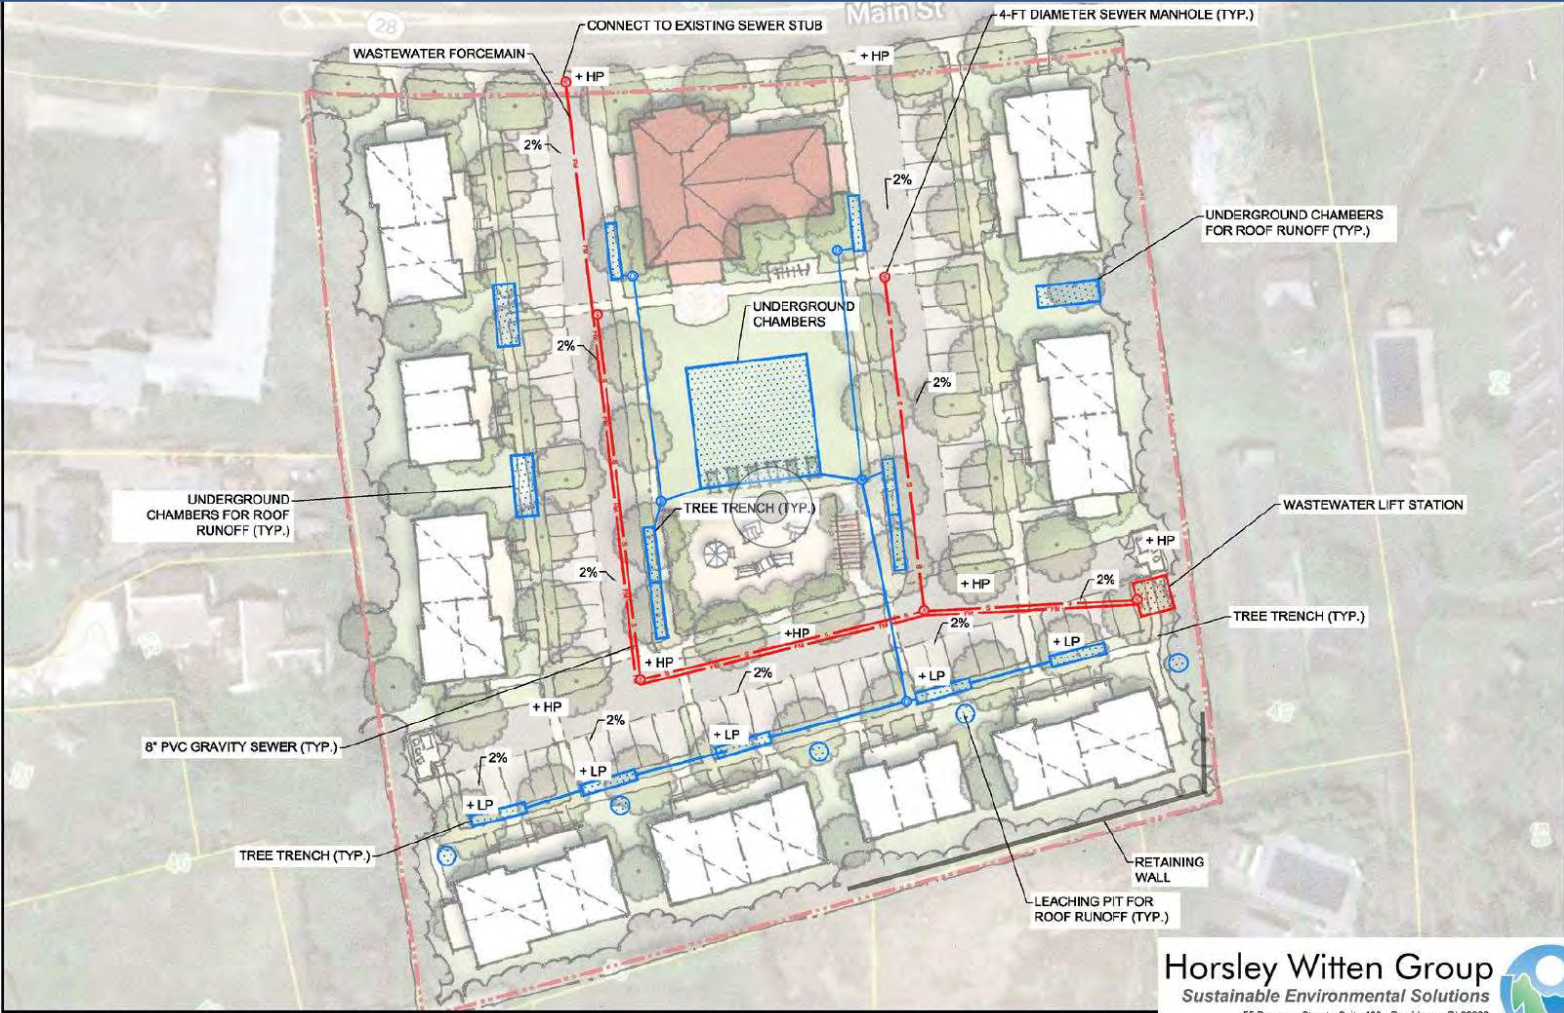 Main St
28
CONNECT TO EXISTING SEWER STUB
4-FT DIAMETER SEWER MANHOLE (TYP.)
WASTEWATER FORCEMAIN
+ HP
+ HP
2%
2%
UNDERGROUND CHAMBERS
FOR ROOF RUNOFF (TYP.)
UNDERGROUND
CHAMBERS
2%
2%
UNDERGROUND
CHAMBERS FOR ROOF
RUNOFF (TYP.)
TREE TRENCH (TYP.)
WASTEWATER LIFT STATION
+ HP
2%
+ HP
2%
TREE TRENCH (TYP.)
+HP
2%
+ LP
+ HP
2%
+ LP
+ HP
2%
8" PVC GRAVITY SEWER (TYP.)
+ LP
2%
+ LP
+ LP
TREE TRENCH (TYP.)
RETAINING
WALL
LEACHING PIT FOR
ROOF RUNOFF (TYP.)
Horsley Witten Group
Sustainable Environmental Solutions